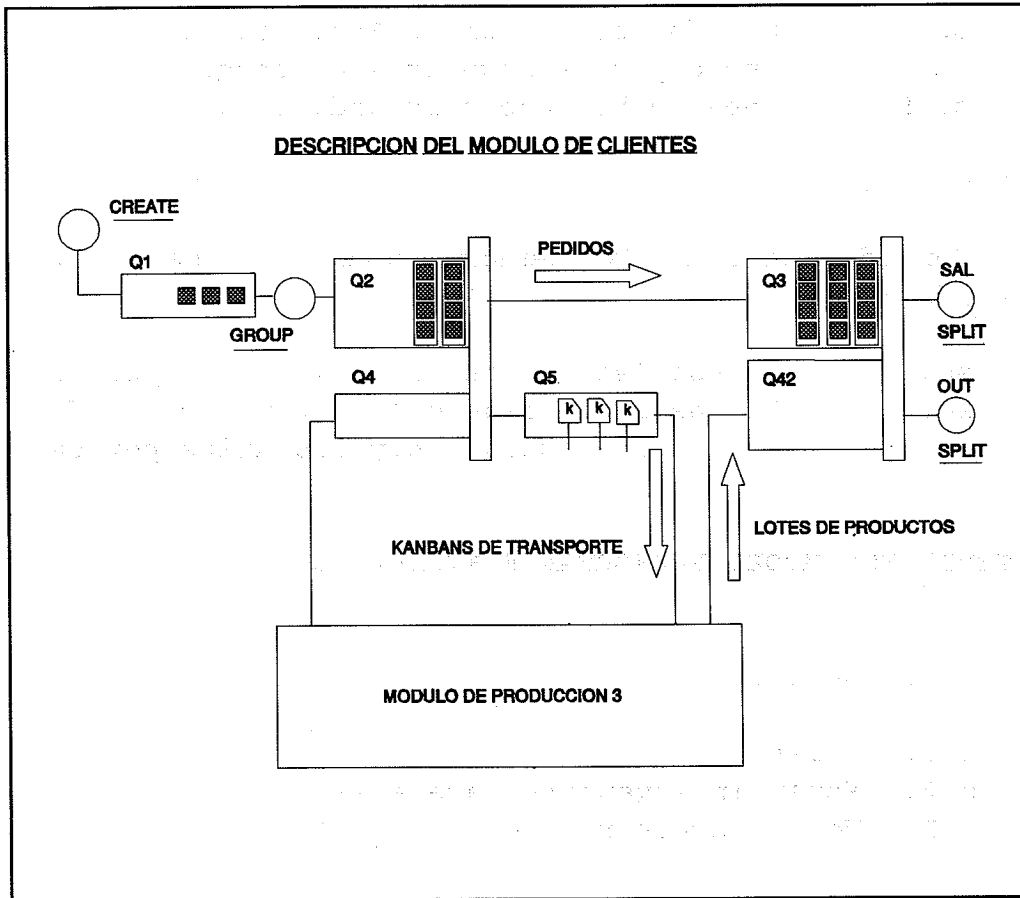 DESCRIPCION DEL MODULO DE CLIENTES
CREATE
Q1
GROUP
Q2
PEDIDOS
Q3
SAL
SPLIT
Q4
Q5
k k k
Q42
OUT
SPLIT
KANBANS DE TRANSPORTE
LOTES DE PRODUCTOS
MODULO DE PRODUCCION 3